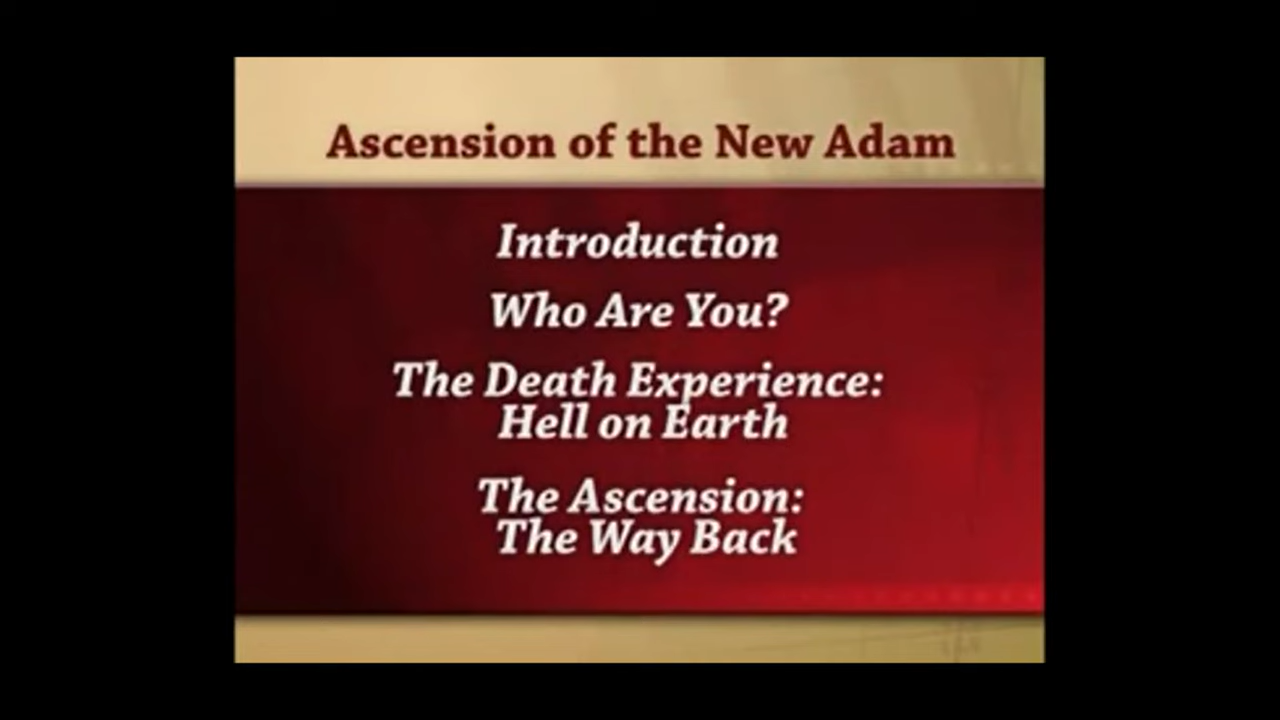 Ascension of the New Adam
Introduction
Who Are You?
The Death Experience:
Hell on Earth
The Ascension:
The Way Back